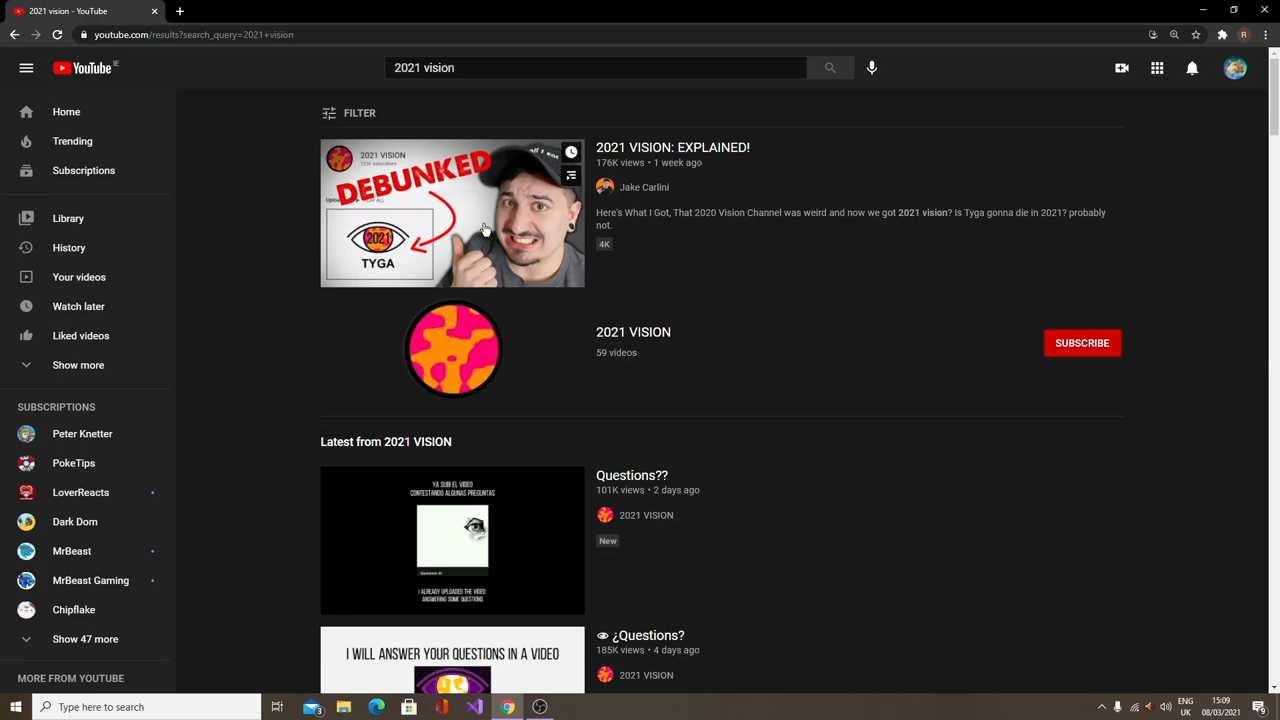 2021 vision - YouTube
youtube.com/results?search_query=2021+vision
YouTube IE
2021 vision
R
Home
Trending
Subscriptions
Library
History
Your videos
Watch later
Liked videos
Show more
SUBSCRIPTIONS
Peter Knetter
PokeTips
LoverReacts
Dark Dom
MrBeast
MrBeast Gaming
Chipflake
Show 47 more
MORE FROM YOUTUBE
FILTER
2021 VISION
DEBUNKED
2021
TYGA
2021 VISION: EXPLAINED!
176K views • 1 week ago
Jake Carlini
Here's What I Got, That 2020 Vision Channel was weird and now we got 2021 vision? Is Tyga gonna die in 2021? probably
not.
4K
2021 VISION
59 videos
SUBSCRIBE
Latest from 2021 VISION
YA SUBI EL VIDEO
CONTESTANDO ALGUNAS PREGUNTAS
I ALREADY UPLOADED THE VIDEO
ANSWERING SOME QUESTIONS
Questions??
101K views • 2 days ago
2021 VISION
New
I WILL ANSWER YOUR QUESTIONS IN A VIDEO
¿Questions?
185K views • 4 days ago
2021 VISION
Type here to search
3
ENG
UK
15:09
08/03/2021
9